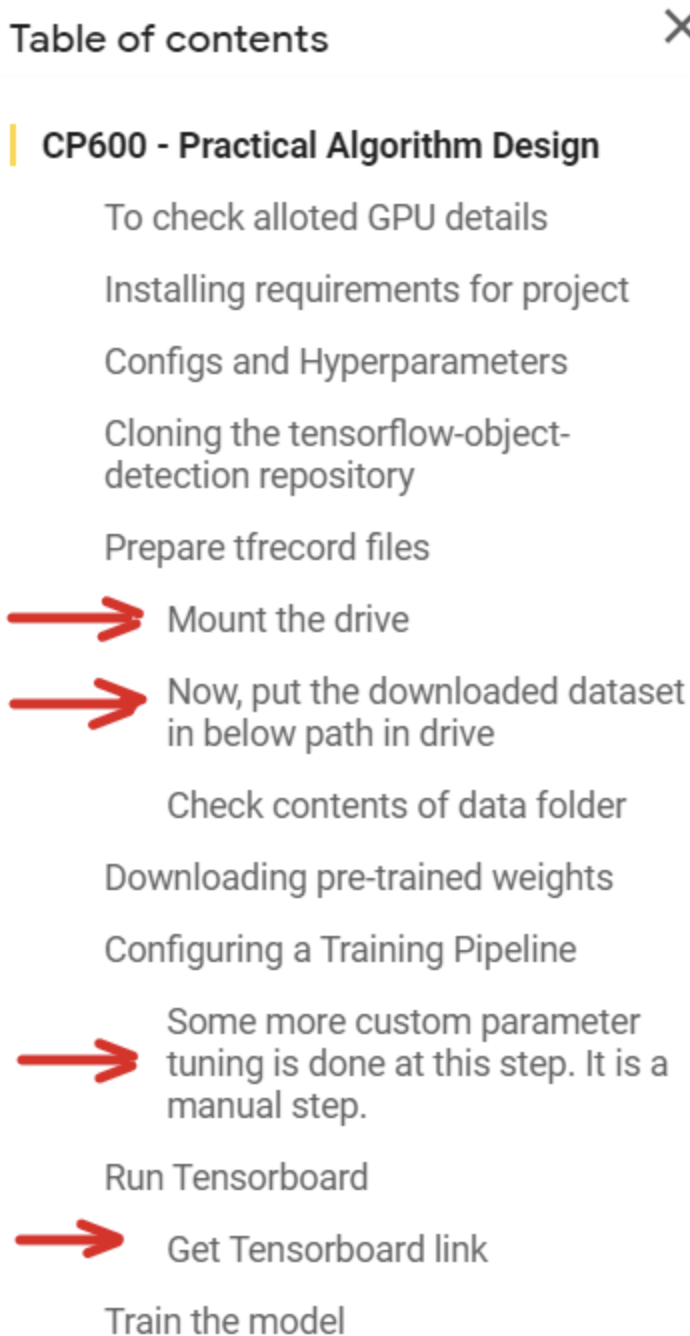 Table of contents
CP600 - Practical Algorithm Design
To check alloted GPU details
Installing requirements for project
Configs and Hyperparameters
Cloning the tensorflow-object-
detection repository
Prepare tfrecord files
Mount the drive
Now, put the downloaded dataset
in below path in drive
Check contents of data folder
Downloading pre-trained weights
Configuring a Training Pipeline
Some more custom parameter
tuning is done at this step. It is a
manual step.
Run Tensorboard
Get Tensorboard link
Train the model